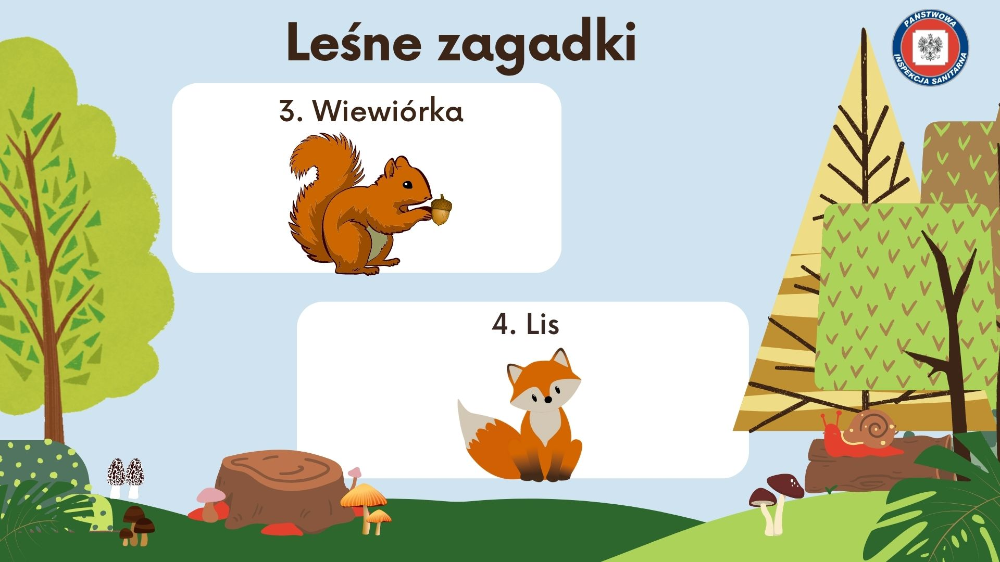 Leśne zagadki
PAŃSTWOWA
INSPEKCJA SANITARNA
3. Wiewiórka
4. Lis